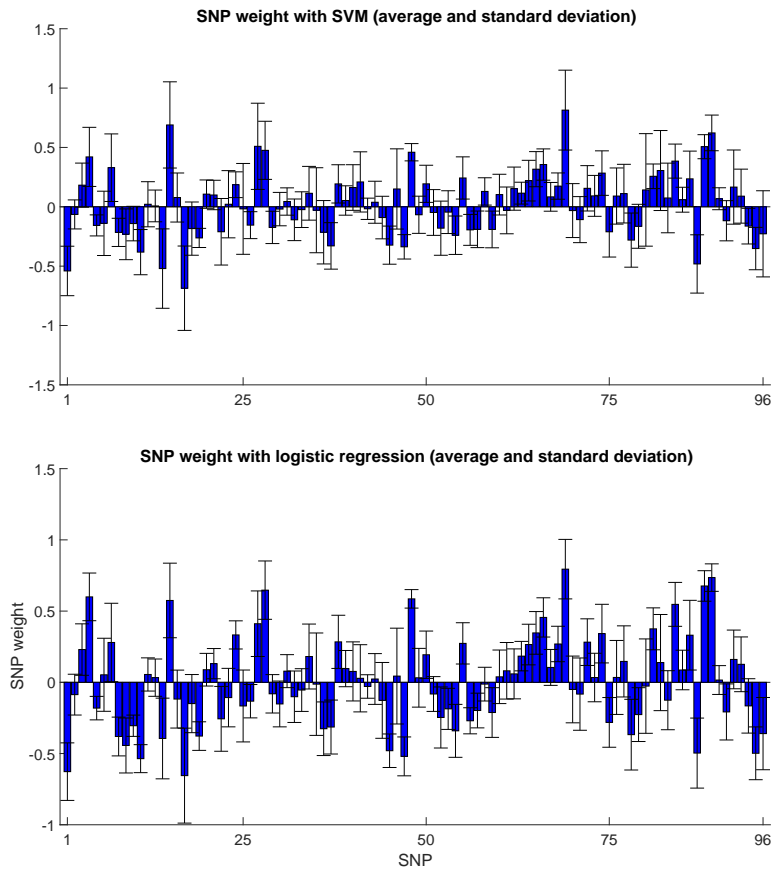 SNP weight with SVM (average and standard deviation)
1.5
1
0.5
0
-0.5
-1
-1.5
1 25 50 75 96
SNP weight with logistic regression (average and standard deviation)
1.5
1
0.5
0
-0.5
-1
SNP weight
1 25 50 75 96
SNP